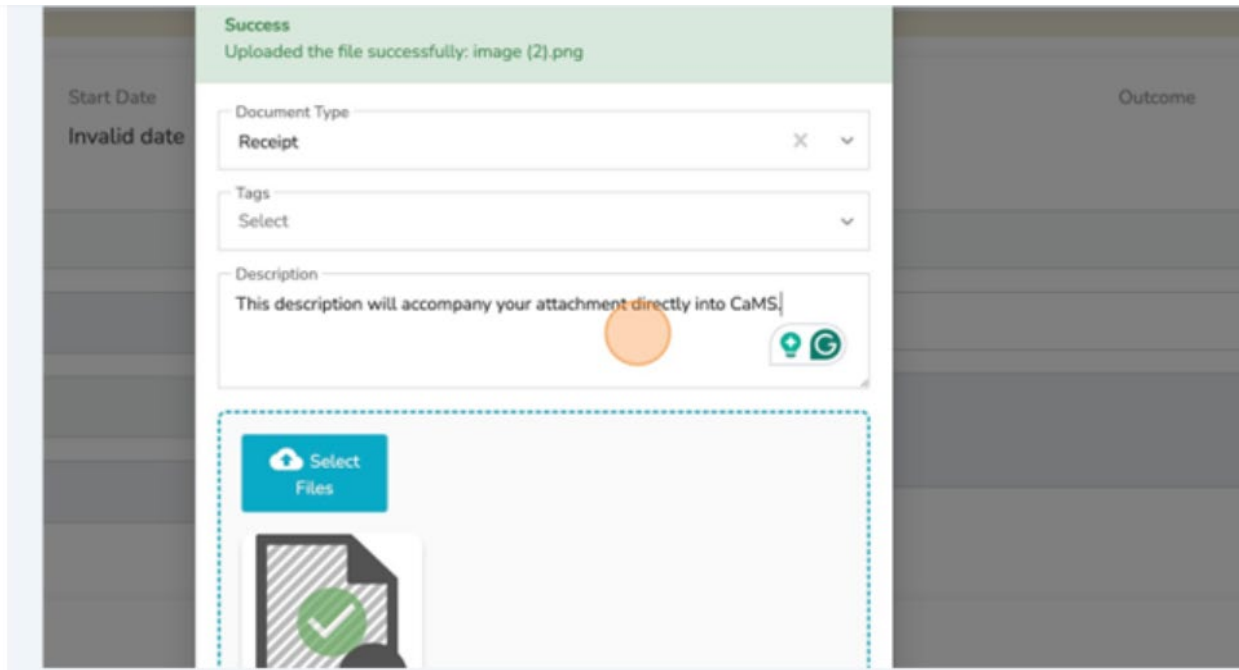 Success
Uploaded the file successfully: image (2).png
Start Date
Outcome
Invalid date
Document Type
Receipt
Tags
Select
Description
This description will accompany your attachment directly into CaMS.
Select
Files